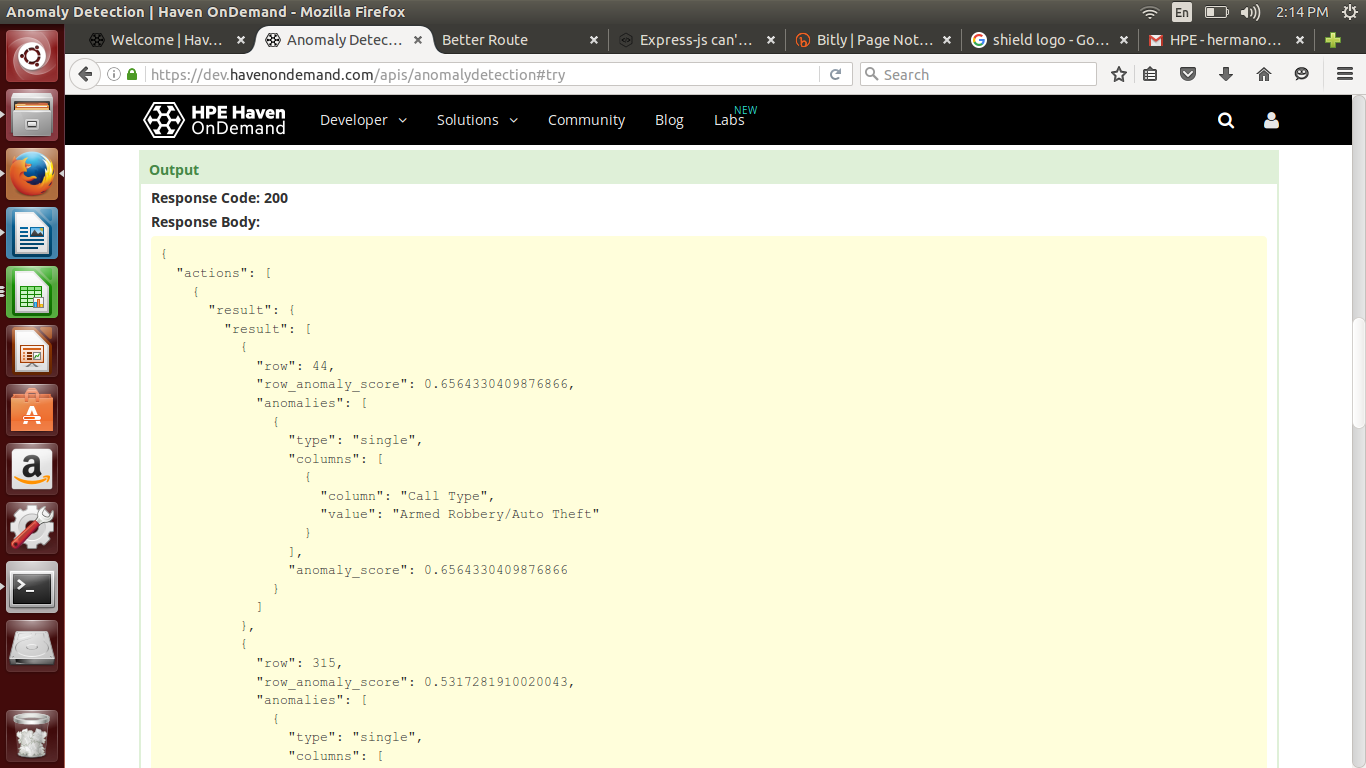 Anomaly Detection | Haven OnDemand - Mozilla Firefox
En
2:14 PM
Welcome | Hav...
Anomaly Detec...
Better Route
Express-js can'...
Bitly | Page Not...
shield logo - Go...
HPE - hermano...
https://dev.havenondemand.com/apis/anomalydetection#try
Search
HPE Haven
OnDemand
Developer
Solutions
Community
Blog
Labs
NEW
Output
Response Code: 200
Response Body:
{
"actions": [
{
"result": {
"result": [
{
"row": 44,
"row_anomaly_score": 0.6564330409876866,
"anomalies": [
{
"type": "single",
"columns": [
{
"column": "Call Type",
"value": "Armed Robbery/Auto Theft"
}
],
"anomaly_score": 0.6564330409876866
}
]
},
{
"row": 315,
"row_anomaly_score": 0.5317281910020043,
"anomalies": [
{
"type": "single",
"columns": [